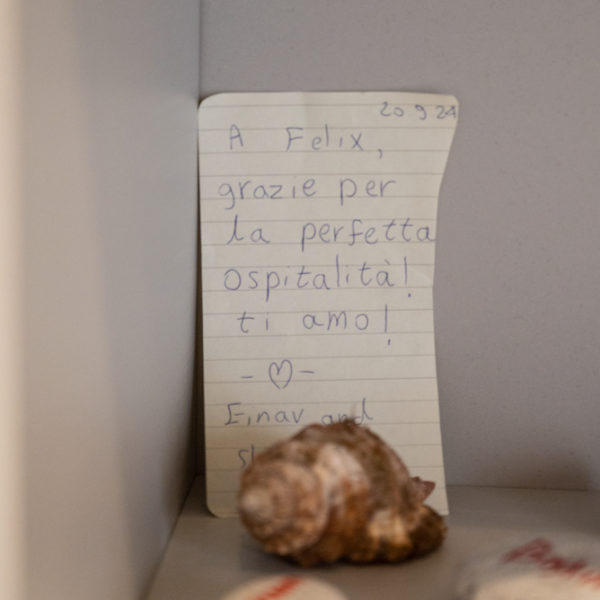 20 9 24
A Felix,
grazie per
la perfetta
ospitalità!
ti amo!
Einav and